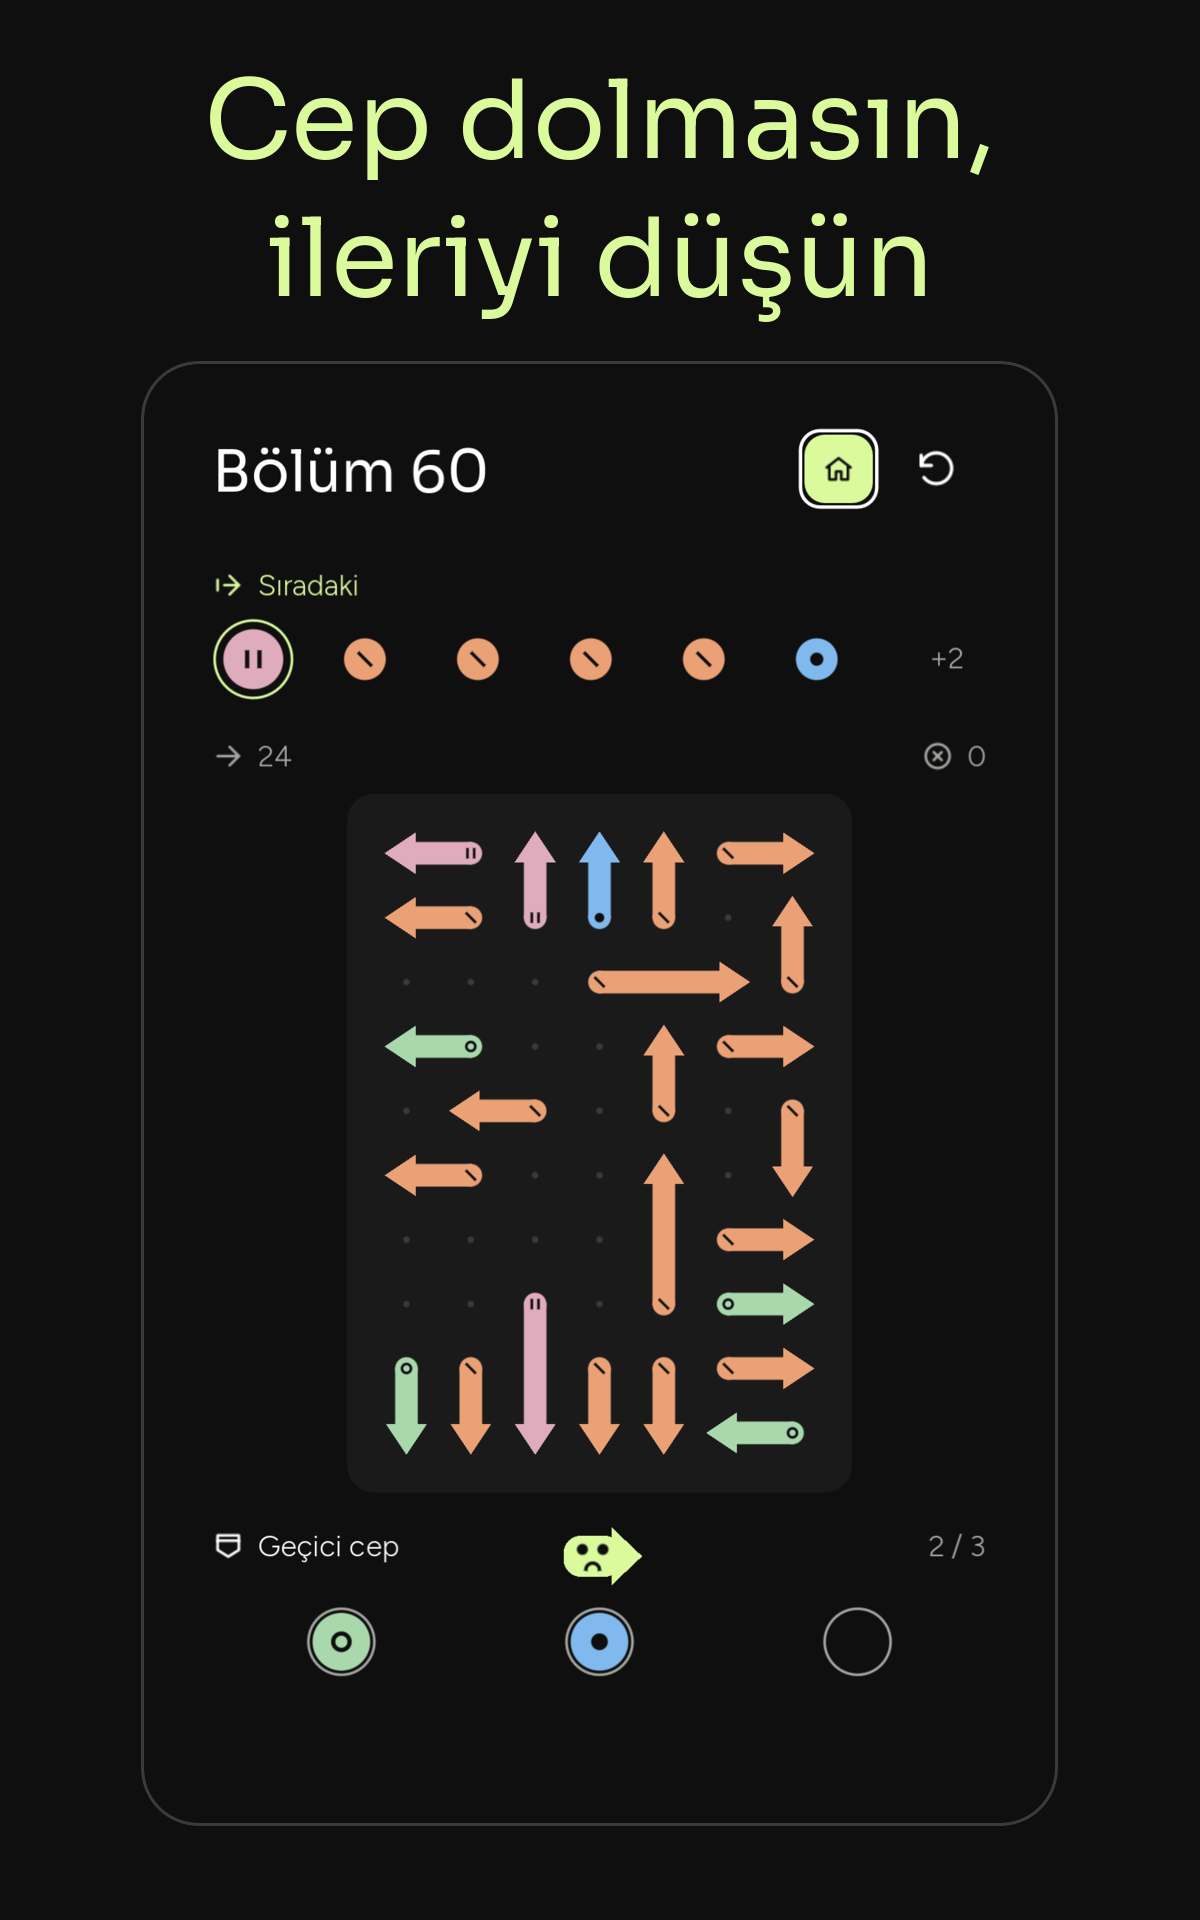 Cep dolmasın,
ileriyi düşün
Bölüm 60
Sıradaki
+2
24
0
Geçici cep
2 / 3